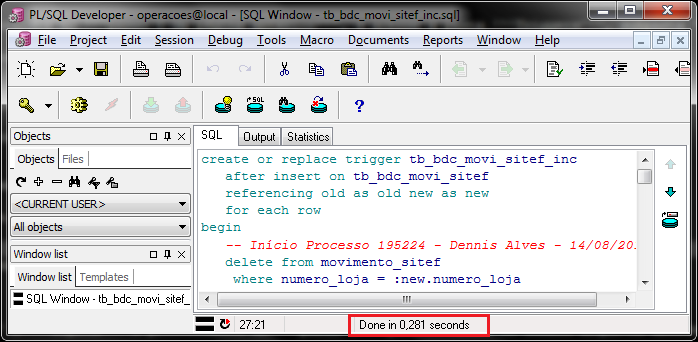 PL/SQL Developer - operacoes@local - [SQL Window - tb_bdc_movi_sitef_inc.sql]
File Project Edit Session Debug Tools Macro Documents Reports Window Help
SQL
?
Objects
Objects Files
<CURRENT USER>
All objects
Window list
Window list Templates
SQL Window - tb_bdc_movi_sitef_
SQL Output Statistics
create or replace trigger tb_bdc_movi_sitef_inc
after insert on tb_bdc_movi_sitef
referencing old as old new as new
for each row
begin
-- Início Processo 195224 - Dennis Alves - 14/08/20
delete from movimento_sitef
where numero_loja = :new.numero_loja
27:21 Done in 0,281 seconds